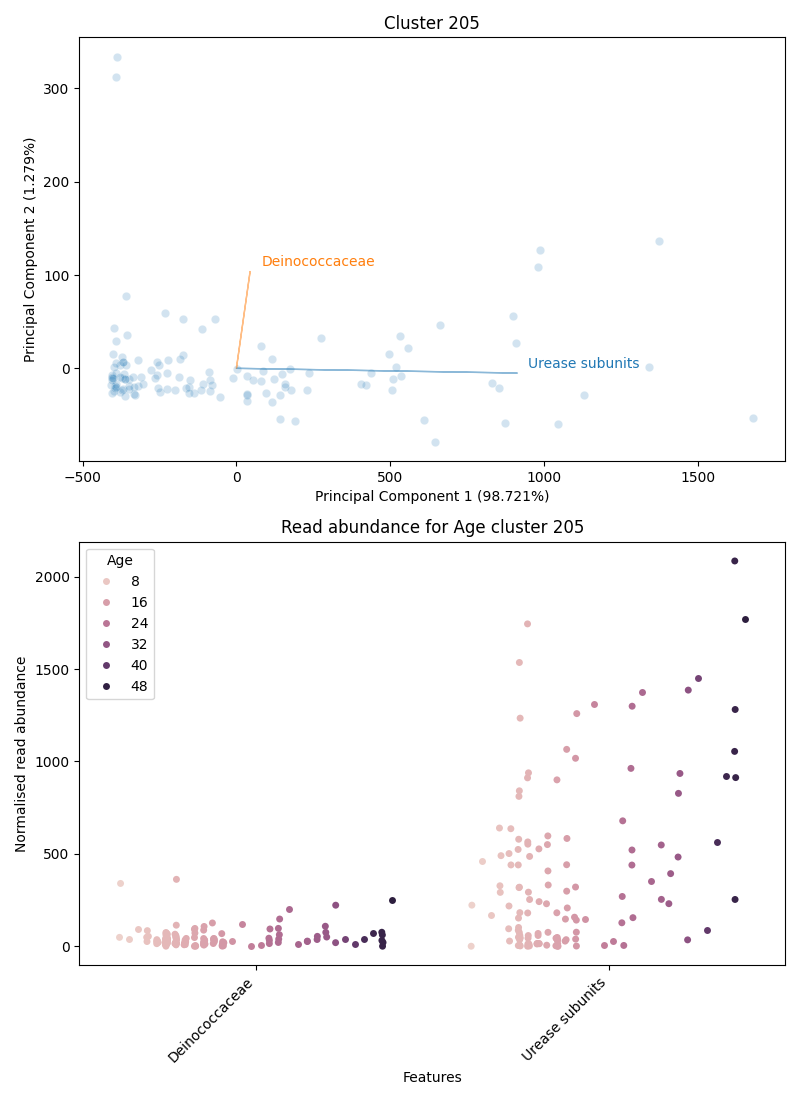 Cluster 205
300
200
100
0
Principal Component 2 (1.279%)
Deinococcaceae
Urease subunits
−500
0
500
1000
1500
Principal Component 1 (98.721%)
Read abundance for Age cluster 205
2000
1500
1000
500
0
Normalised read abundance
Age
8
16
24
32
40
48
Deinococcaceae
Urease subunits
Features